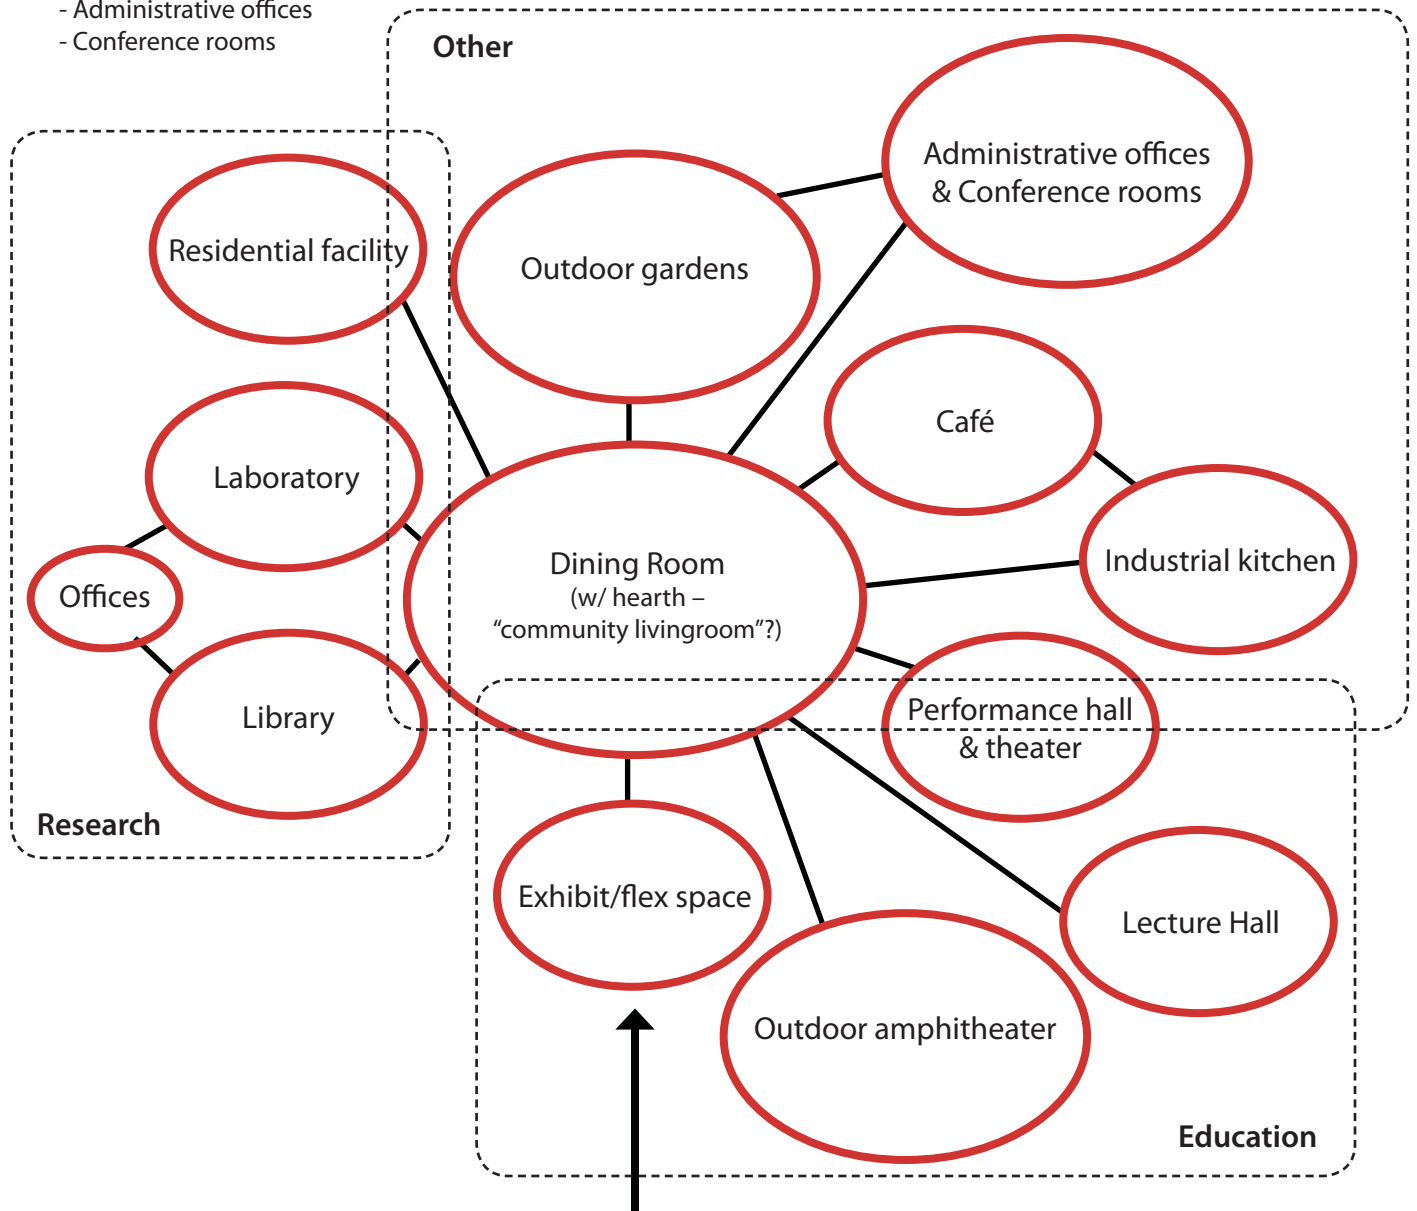 - Administrative offices
- Conference rooms
Other
Administrative offices
& Conference rooms
Residential facility
Outdoor gardens
Café
Laboratory
Industrial kitchen
Dining Room
(w/ hearth –
“community livingroom”?)
Offices
Library
Performance hall
& theater
Research
Exhibit/flex space
Lecture Hall
Outdoor amphitheater
Education